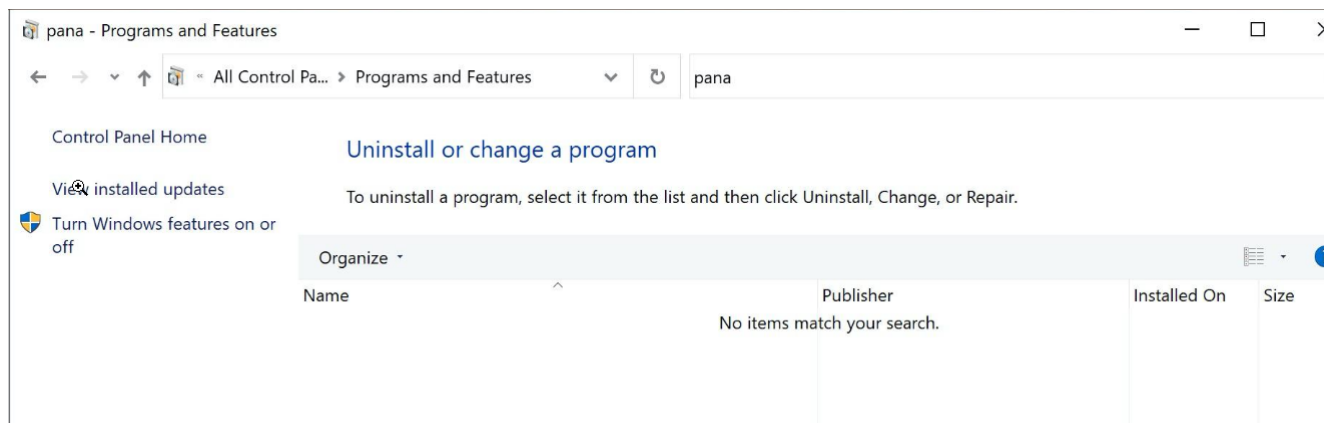 pana - Programs and Features
« All Control Pa... > Programs and Features
pana
Control Panel Home
View installed updates
Turn Windows features on or
off
Uninstall or change a program
To uninstall a program, select it from the list and then click Uninstall, Change, or Repair.
Organize
Name Publisher Installed On Size
No items match your search.